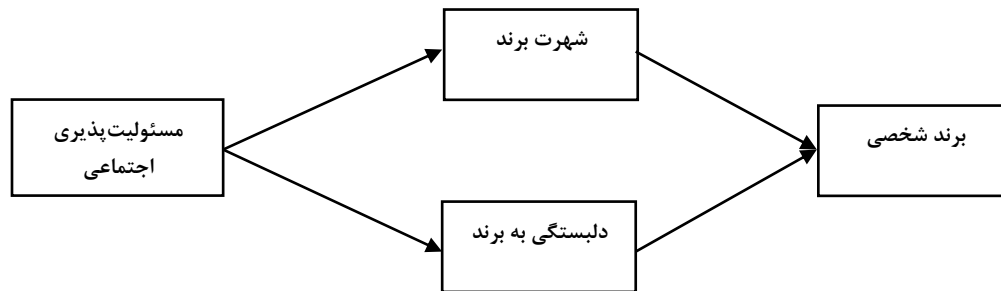 شهرت برند
مسئولیت‌پذیری
اجتماعی
برند شخصی
دلبستگی به برند